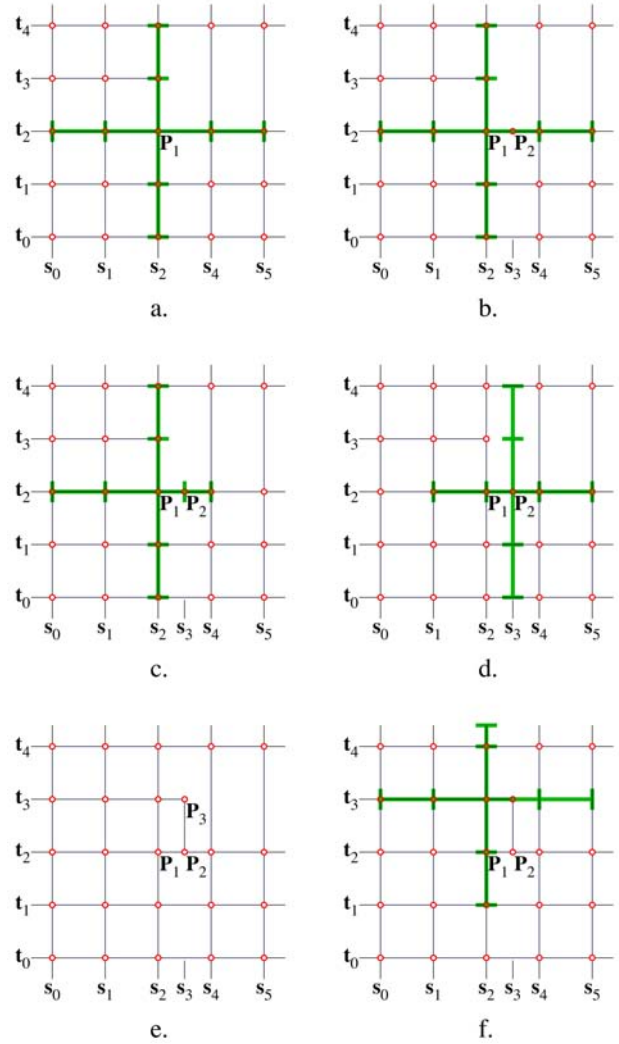 t4 t4
t3 t3
t2 t2
P1 P1 P2
t1 t1
t0 t0
s0 s1 s2 s4 s5 s0 s1 s2 s3 s4 s5
a. b.
t4 t4
t3 t3
t2 t2
P1 P2 P1 P2
t1 t1
t0 t0
s0 s1 s2 s3 s4 s5 s0 s1 s2 s3 s4 s5
c. d.
t4 t4
t3 t3
P3
t2 t2
P1 P2 P1 P2
t1 t1
t0 t0
s0 s1 s2 s3 s4 s5 s0 s1 s2 s3 s4 s5
e. f.